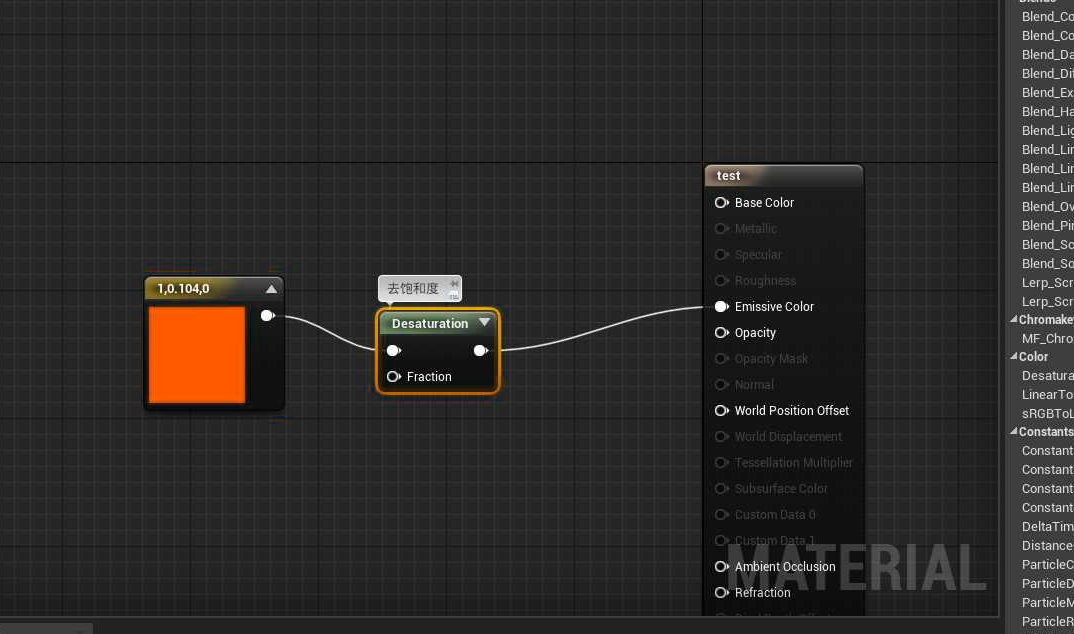 1,0.104,0
去饱和度
Desaturation
Fraction
test
Base Color
Metallic
Specular
Roughness
Emissive Color
Opacity
Opacity Mask
Normal
World Position Offset
World Displacement
Tessellation Multiplier
Subsurface Color
Custom Data 0
Custom Data 1
Ambient Occlusion
Refraction
MATERIAL
Blend_Co
Blend_Co
Blend_Da
Blend_Di
Blend_Ex
Blend_Ha
Blend_Lig
Blend_Lin
Blend_Lin
Blend_Lin
Blend_Ov
Blend_Pin
Blend_Sc
Blend_So
Lerp_Scr
Lerp_Scr
Chromake
MF_Chro
Color
Desatura
LinearTo
sRGBToL
Constants
Constant
Constant
Constant
Constant
DeltaTim
Distance
ParticleC
ParticleD
ParticleM
ParticleR